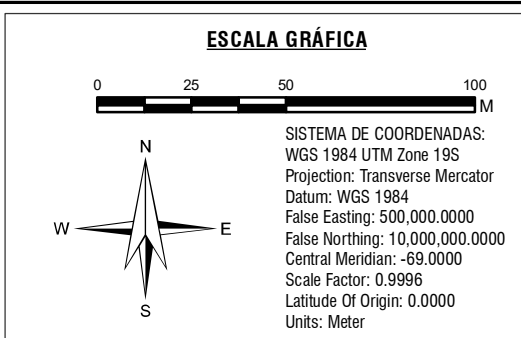 ESCALA GRÁFICA
0 25 50 100
M
N
W E
S
SISTEMA DE COORDENADAS:
WGS 1984 UTM Zone 19S
Projection: Transverse Mercator
Datum: WGS 1984
False Easting: 500,000.0000
False Northing: 10,000,000.0000
Central Meridian: -69.0000
Scale Factor: 0.9996
Latitude Of Origin: 0.0000
Units: Meter